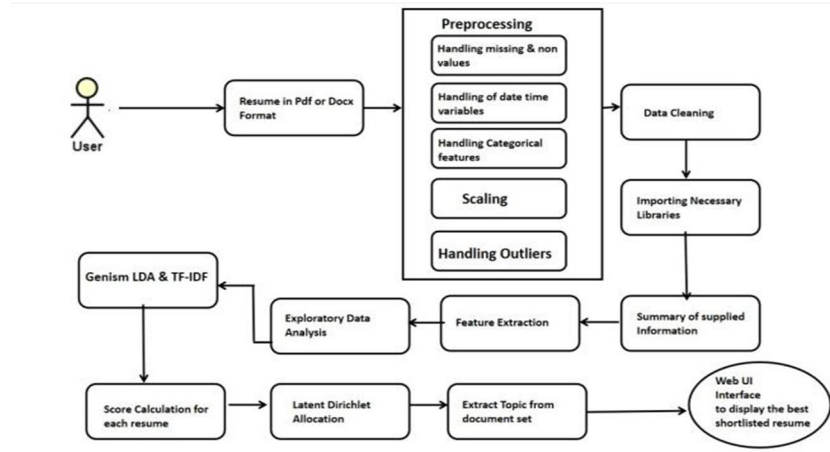 Preprocessing
Handling missing & non
values
Handling of date time
variables
Handling Categorical
features
Scaling
Handling Outliers
User
Resume in Pdf or Docx
Format
Data Cleaning
Importing Necessary
Libraries
Summary of supplied
Information
Feature Extraction
Exploratory Data
Analysis
Genism LDA & TF-IDF
Score Calculation for
each resume
Latent Dirichlet
Allocation
Extract Topic from
document set
Web UI
Interface
to display the best
shortlisted resume